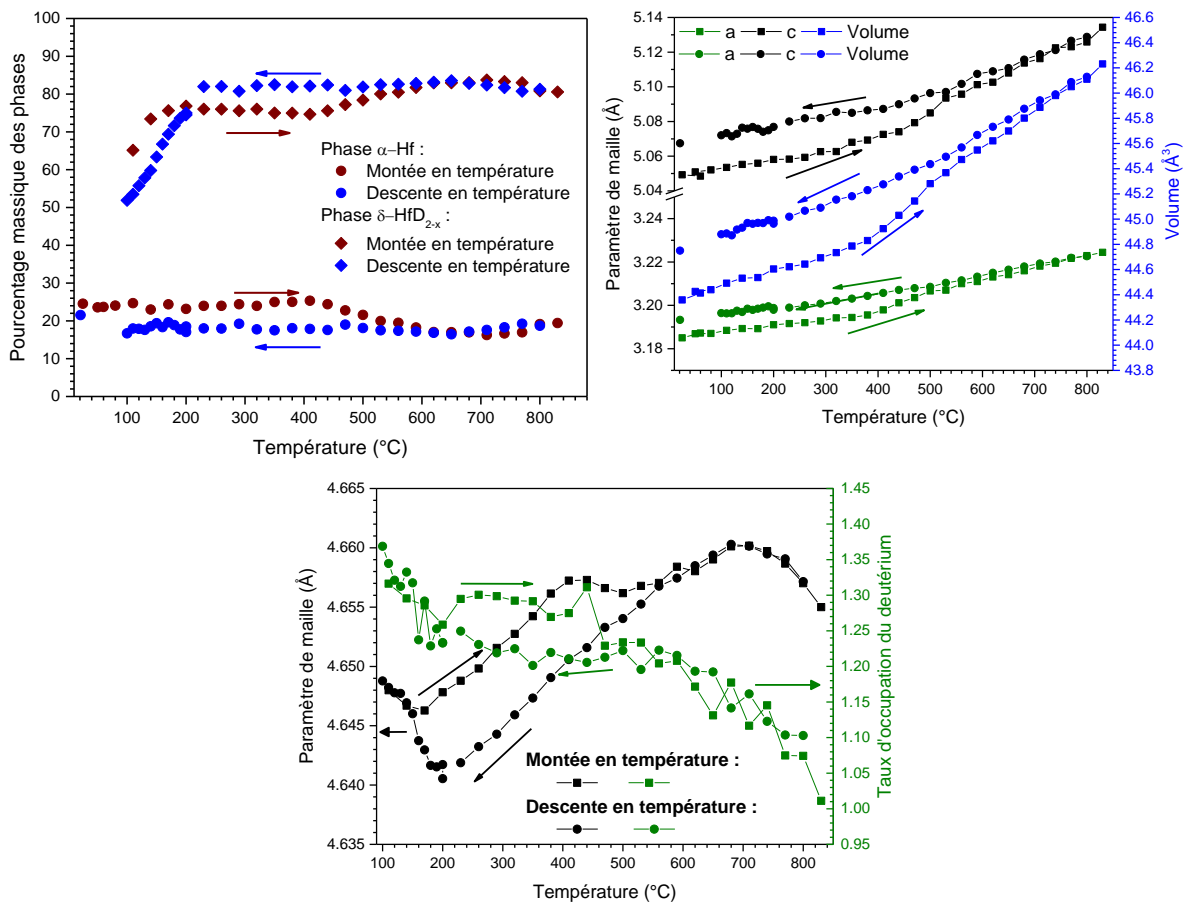 100
90
80
70
60
50
40
30
20
10
0
Pourcentage massique des phases
Phase α−Hf :
Montée en température
Descente en température
Phase δ−HfD2-x :
Montée en température
Descente en température
100 200 300 400 500 600 700 800
Température (°C)
a c Volume
a c Volume
5.14
5.12
5.10
5.08
5.06
5.04
3.24
3.22
3.20
3.18
Paramètre de maille (Å)
46.6
46.4
46.2
46.0
45.8
45.6
45.4
45.2
45.0
44.8
44.6
44.4
44.2
44.0
43.8
Volume (Å3)
0 100 200 300 400 500 600 700 800
Température (°C)
4.665
4.660
4.655
4.650
4.645
4.640
4.635
Paramètre de maille (Å)
1.45
1.40
1.35
1.30
1.25
1.20
1.15
1.10
1.05
1.00
0.95
Taux d'occupation du deutérium
Montée en température :
Descente en température :
100 200 300 400 500 600 700 800
Température (°C)